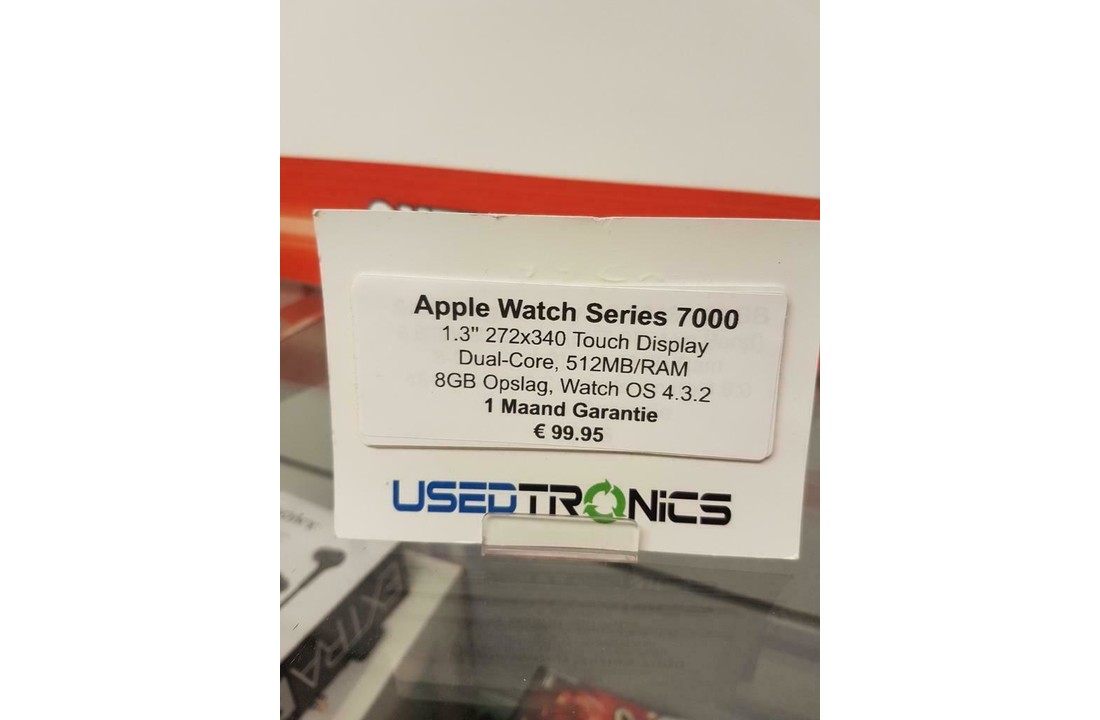 Apple Watch Series 7000
1.3" 272x340 Touch Display
Dual-Core, 512MB/RAM
8GB Opslag, Watch OS 4.3.2
1 Maand Garantie
€ 99.95
USEDTRONiCS
EXTRA